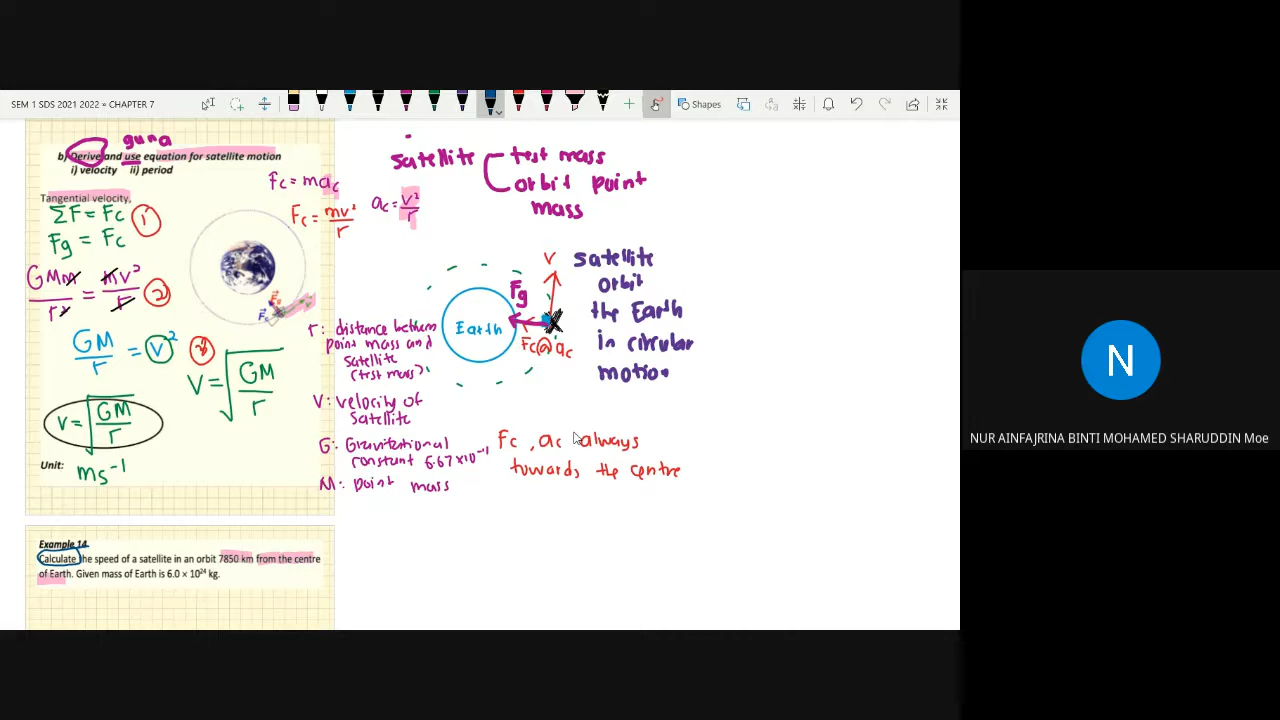 SEM 1 SDS 2021 2022 » CHAPTER 7
Shapes
guna
b) Derive and use equation for satellite motion
i) velocity ii) period
Tangential velocity,
ΣF = Fc 1
Fg = Fc
GMm/r² = mv²/r 2
GM/r = v² 3
v = √(GM/r)
v = √(GM/r)
Unit:
ms⁻¹
Fc = mac
Fc = mv²/r
ac = v²/r
satellite
test mass
orbit point
mass
Earth
Fg
v
Fc @ ac
satellite
orbit
the Earth
in circular
motion
r: distance between
point mass and
satellite
(test mass)
v: velocity of
satellite
G: Gravitational
constant 6.67×10⁻¹¹
M: point mass
Fc, ac always
towards the centre
Example 14
Calculate the speed of a satellite in an orbit 7850 km from the centre
of Earth. Given mass of Earth is 6.0 × 10²⁴ kg.
N
NUR AINFAJRINA BINTI MOHAMED SHARUDDIN Moe